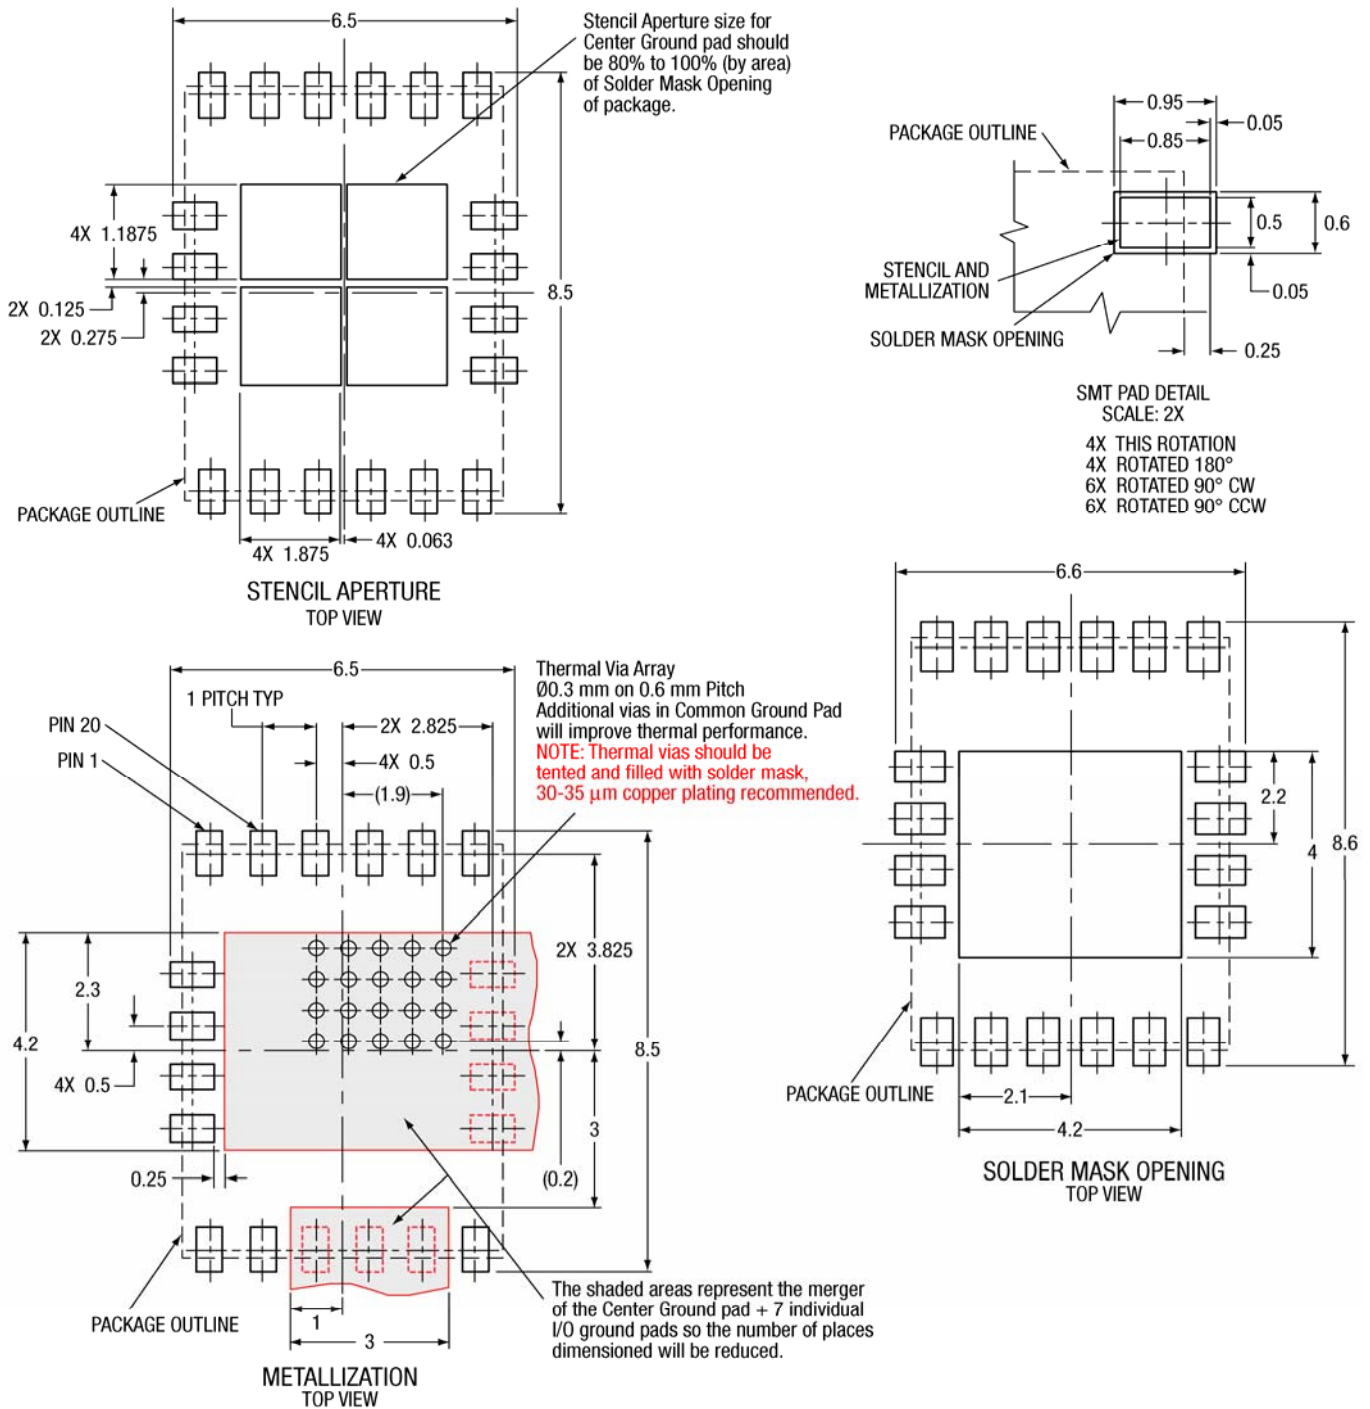 6.5
Stencil Aperture size for
Center Ground pad should
be 80% to 100% (by area)
of Solder Mask Opening
of package.
4X 1.1875
2X 0.125
2X 0.275
8.5
PACKAGE OUTLINE
4X 1.875
4X 0.063
STENCIL APERTURE
TOP VIEW
0.95
0.05
0.85
PACKAGE OUTLINE
0.5
0.6
STENCIL AND
METALLIZATION
0.05
SOLDER MASK OPENING
0.25
SMT PAD DETAIL
SCALE: 2X
4X THIS ROTATION
4X ROTATED 180°
6X ROTATED 90° CW
6X ROTATED 90° CCW
6.5
1 PITCH TYP
PIN 20
PIN 1
2X 2.825
4X 0.5
(1.9)
Thermal Via Array
Ø0.3 mm on 0.6 mm Pitch
Additional vias in Common Ground Pad
will improve thermal performance.
NOTE: Thermal vias should be
tented and filled with solder mask,
30-35 µm copper plating recommended.
2X 3.825
2.3
4.2
4X 0.5
8.5
3
0.25
(0.2)
PACKAGE OUTLINE
1
3
The shaded areas represent the merger
of the Center Ground pad + 7 individual
I/O ground pads so the number of places
dimensioned will be reduced.
METALLIZATION
TOP VIEW
6.6
2.2
4
8.6
PACKAGE OUTLINE
2.1
4.2
SOLDER MASK OPENING
TOP VIEW